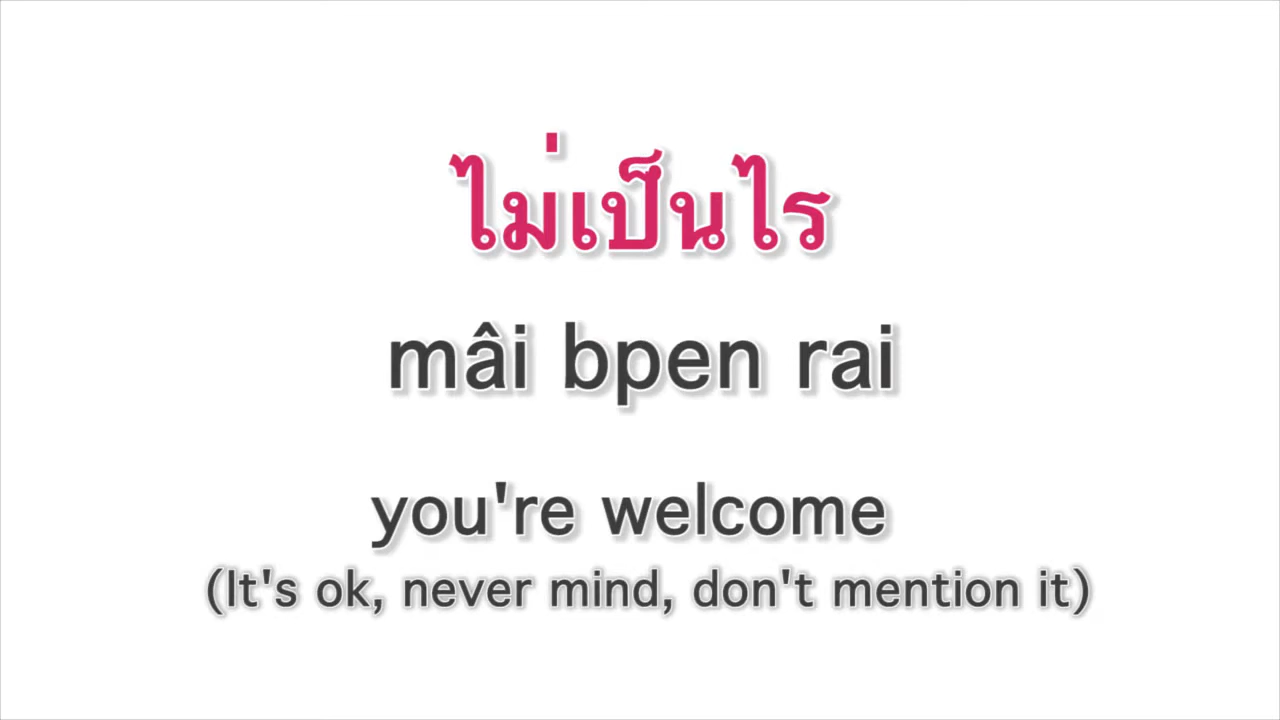 ไม่เป็นไร
mâi bpen rai
you're welcome
(It's ok, never mind, don't mention it)